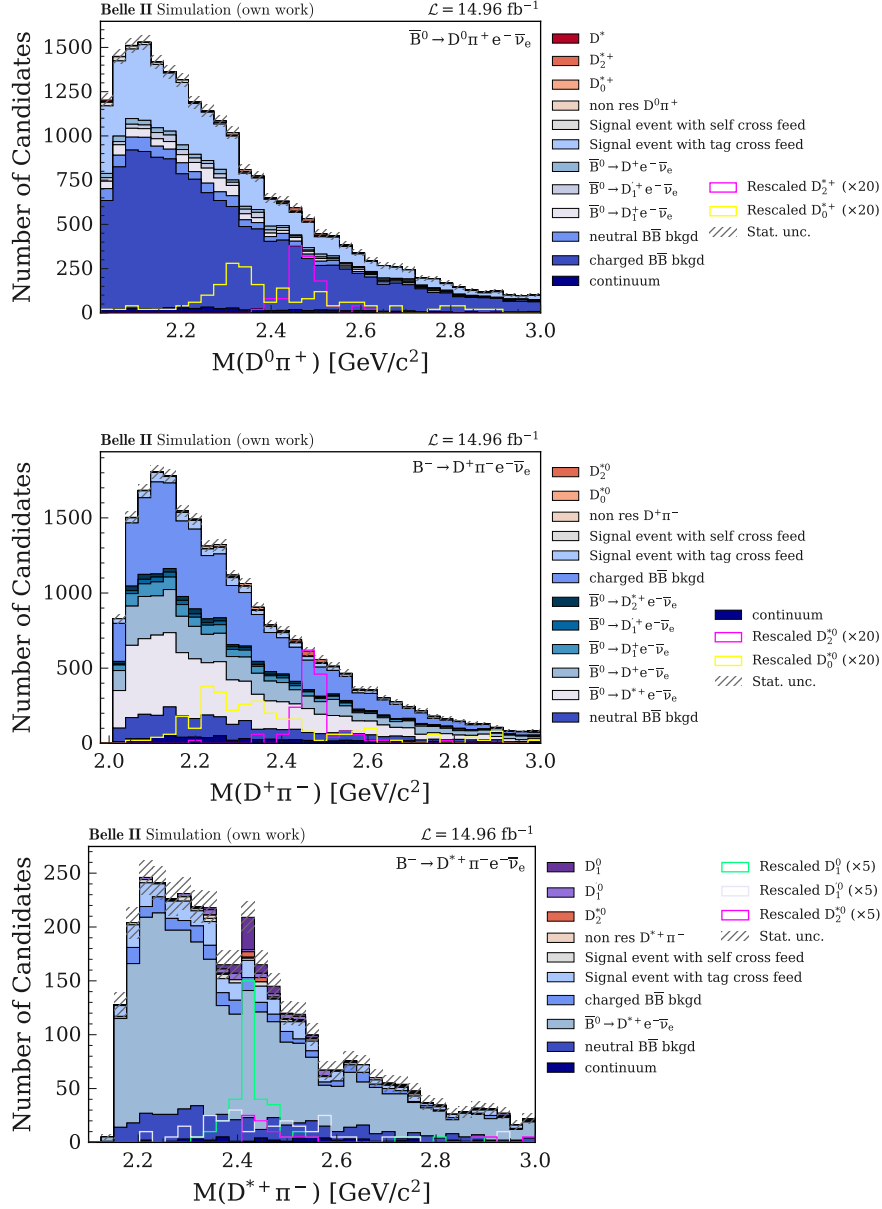 Belle II Simulation (own work) ℒ = 14.96 fb⁻¹
B̅⁰ → D⁰π⁺e⁻ν̅ₑ
Number of Candidates
1500
1250
1000
750
500
250
0
2.2 2.4 2.6 2.8 3.0
M(D⁰π⁺) [GeV/c²]
D*
D₂*⁺
D₀*⁺
non res D⁰π⁺
Signal event with self cross feed
Signal event with tag cross feed
B̅⁰ → D⁺e⁻ν̅ₑ
B̅⁰ → D₁'⁺e⁻ν̅ₑ
B̅⁰ → D₁⁺e⁻ν̅ₑ
neutral BB̅ bkgd
charged BB̅ bkgd
continuum
Rescaled D₂*⁺ (×20)
Rescaled D₀*⁺ (×20)
Stat. unc.
Belle II Simulation (own work) ℒ = 14.96 fb⁻¹
B⁻ → D⁺π⁻e⁻ν̅ₑ
Number of Candidates
1500
1000
500
0
2.0 2.2 2.4 2.6 2.8 3.0
M(D⁺π⁻) [GeV/c²]
D₂*⁰
D₀*⁰
non res D⁺π⁻
Signal event with self cross feed
Signal event with tag cross feed
charged BB̅ bkgd
B̅⁰ → D₂*⁺e⁻ν̅ₑ
B̅⁰ → D₁'⁺e⁻ν̅ₑ
B̅⁰ → D₁⁺e⁻ν̅ₑ
B̅⁰ → D⁺e⁻ν̅ₑ
B̅⁰ → D*⁺e⁻ν̅ₑ
neutral BB̅ bkgd
continuum
Rescaled D₂*⁰ (×20)
Rescaled D₀*⁰ (×20)
Stat. unc.
Belle II Simulation (own work) ℒ = 14.96 fb⁻¹
B⁻ → D*⁺π⁻e⁻ν̅ₑ
Number of Candidates
250
200
150
100
50
0
2.2 2.4 2.6 2.8 3.0
M(D*⁺π⁻) [GeV/c²]
D₁⁰
D₁'⁰
D₂*⁰
non res D*⁺π⁻
Signal event with self cross feed
Signal event with tag cross feed
charged BB̅ bkgd
B̅⁰ → D*⁺e⁻ν̅ₑ
neutral BB̅ bkgd
continuum
Rescaled D₁⁰ (×5)
Rescaled D₁'⁰ (×5)
Rescaled D₂*⁰ (×5)
Stat. unc.